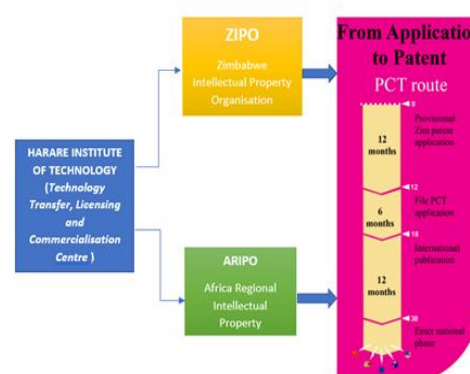 HARARE INSTITUTE
OF TECHNOLOGY
(Technology
Transfer, Licensing
and
Commercialisation
Centre )
ZIPO
Zimbabwe
Intellectual Property
Organisation
ARIPO
Africa Regional
Intellectual
Property
From Application
to Patent
PCT route
0
Provisional
Zim patent
application
12
months
12
File PCT
application
6
months
18
International
publication
12
months
30
Enter national
phase